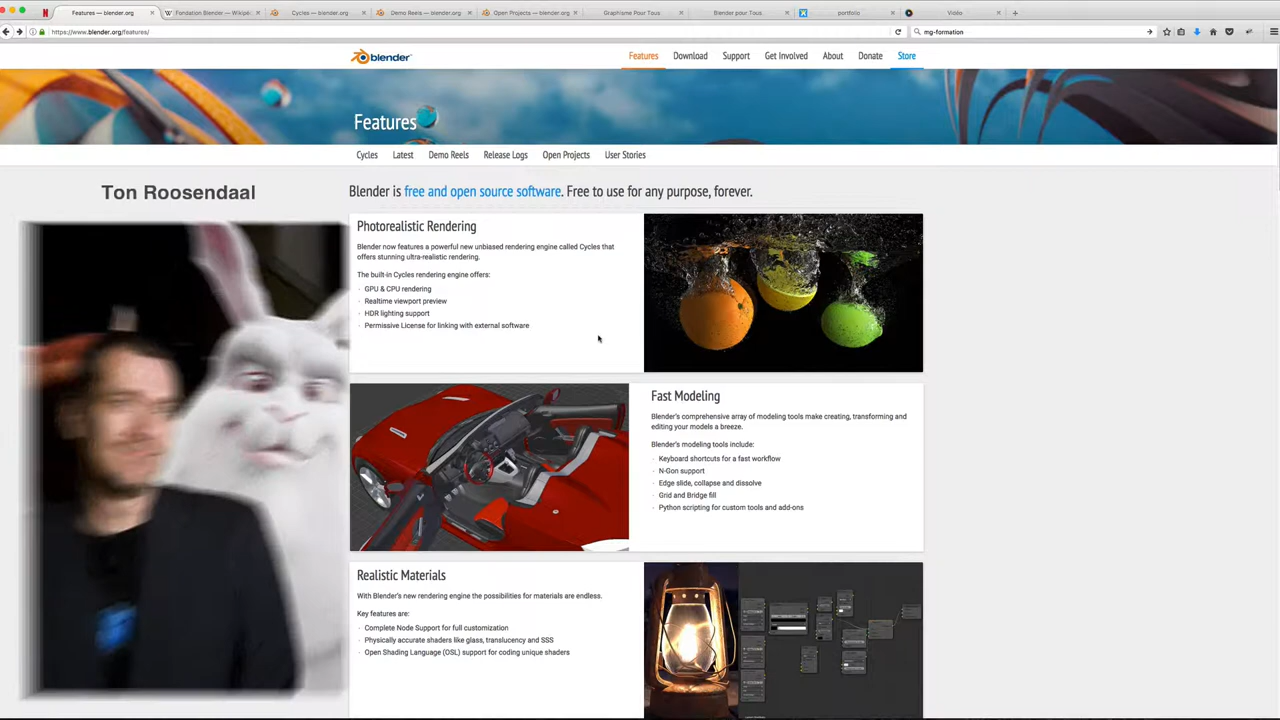 Features — blender.org
Fondation Blender — Wikipé
Cycles — blender.org
Demo Reels — blender.org
Open Projects — blender.org
Graphisme Pour Tous
Blender pour Tous
portfolio
Vidéo
https://www.blender.org/features/
mg-formation
blender
Features
Download
Support
Get Involved
About
Donate
Store
Features
Cycles
Latest
Demo Reels
Release Logs
Open Projects
User Stories
Ton Roosendaal
Blender is free and open source software. Free to use for any purpose, forever.
Photorealistic Rendering
Blender now features a powerful new unbiased rendering engine called Cycles that
offers stunning ultra-realistic rendering.
The built-in Cycles rendering engine offers:
GPU & CPU rendering
Realtime viewport preview
HDR lighting support
Permissive License for linking with external software
Fast Modeling
Blender's comprehensive array of modeling tools make creating, transforming and
editing your models a breeze.
Blender's modeling tools include:
Keyboard shortcuts for a fast workflow
N-Gon support
Edge slide, collapse and dissolve
Grid and Bridge fill
Python scripting for custom tools and add-ons
Realistic Materials
With Blender's new rendering engine the possibilities for materials are endless.
Key features are:
Complete Node Support for full customization
Physically accurate shaders like glass, translucency and SSS
Open Shading Language (OSL) support for coding unique shaders